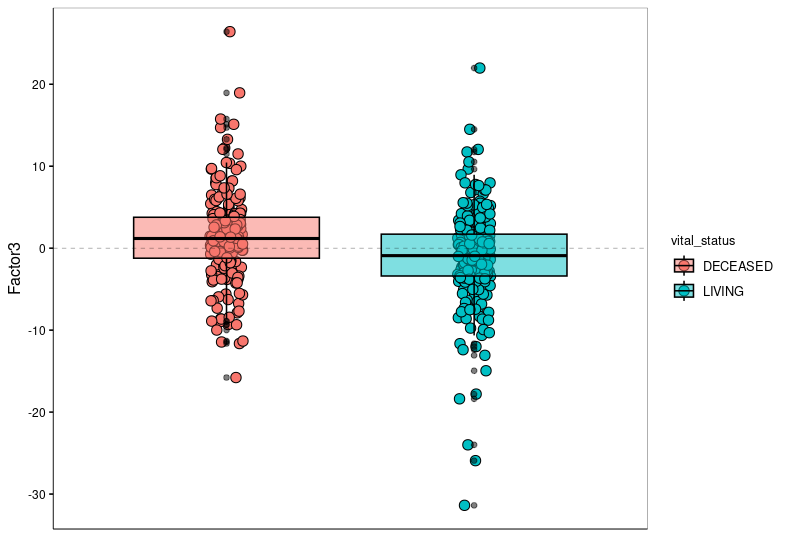 Factor3
20
10
0
-10
-20
-30
vital_status
DECEASED
LIVING